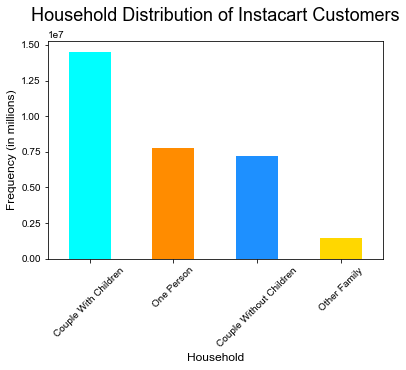 Household Distribution of Instacart Customers
1e7
1.50
1.25
1.00
0.75
0.50
0.25
0.00
Frequency (in millions)
Couple With Children
One Person
Couple Without Children
Other Family
Household